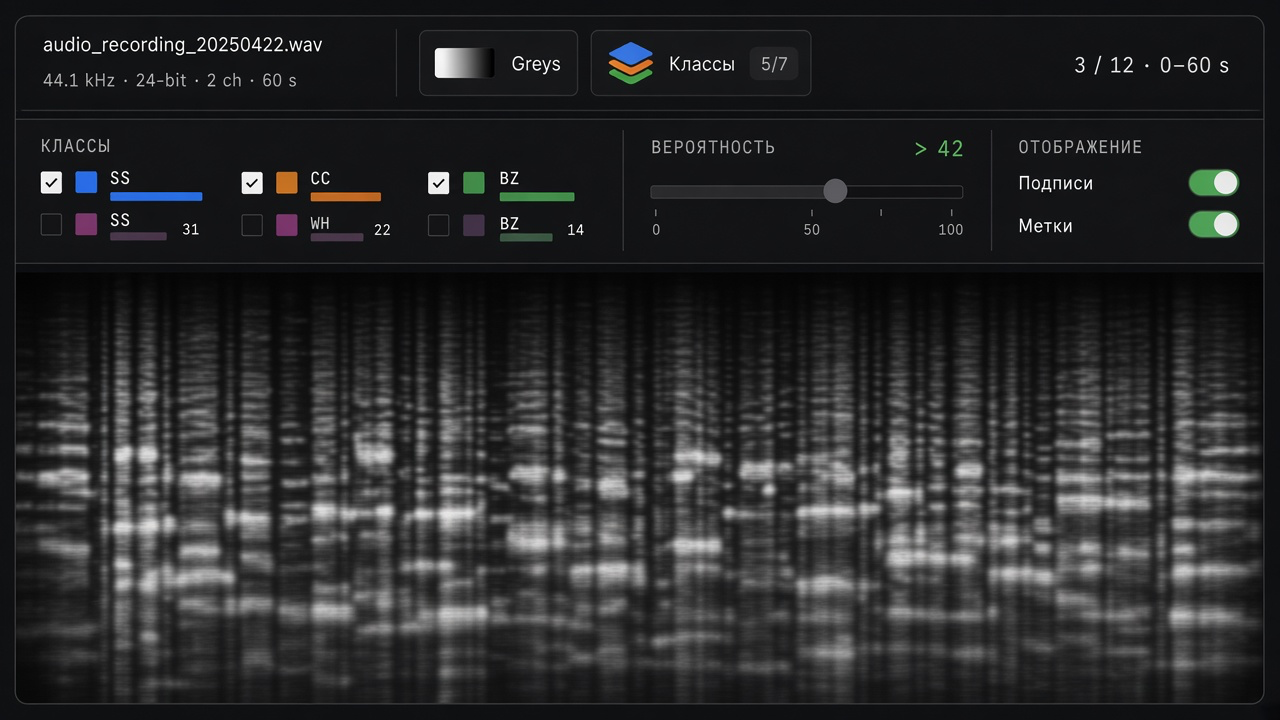 audio_recording_20250422.wav
44.1 kHz · 24-bit · 2 ch · 60 s
Greys
Классы 5/7
3 / 12 · 0–60 s
КЛАССЫ
SS
CC
BZ
SS 31
WH 22
BZ 14
ВЕРОЯТНОСТЬ > 42
0 50 100
ОТОБРАЖЕНИЕ
Подписи
Метки